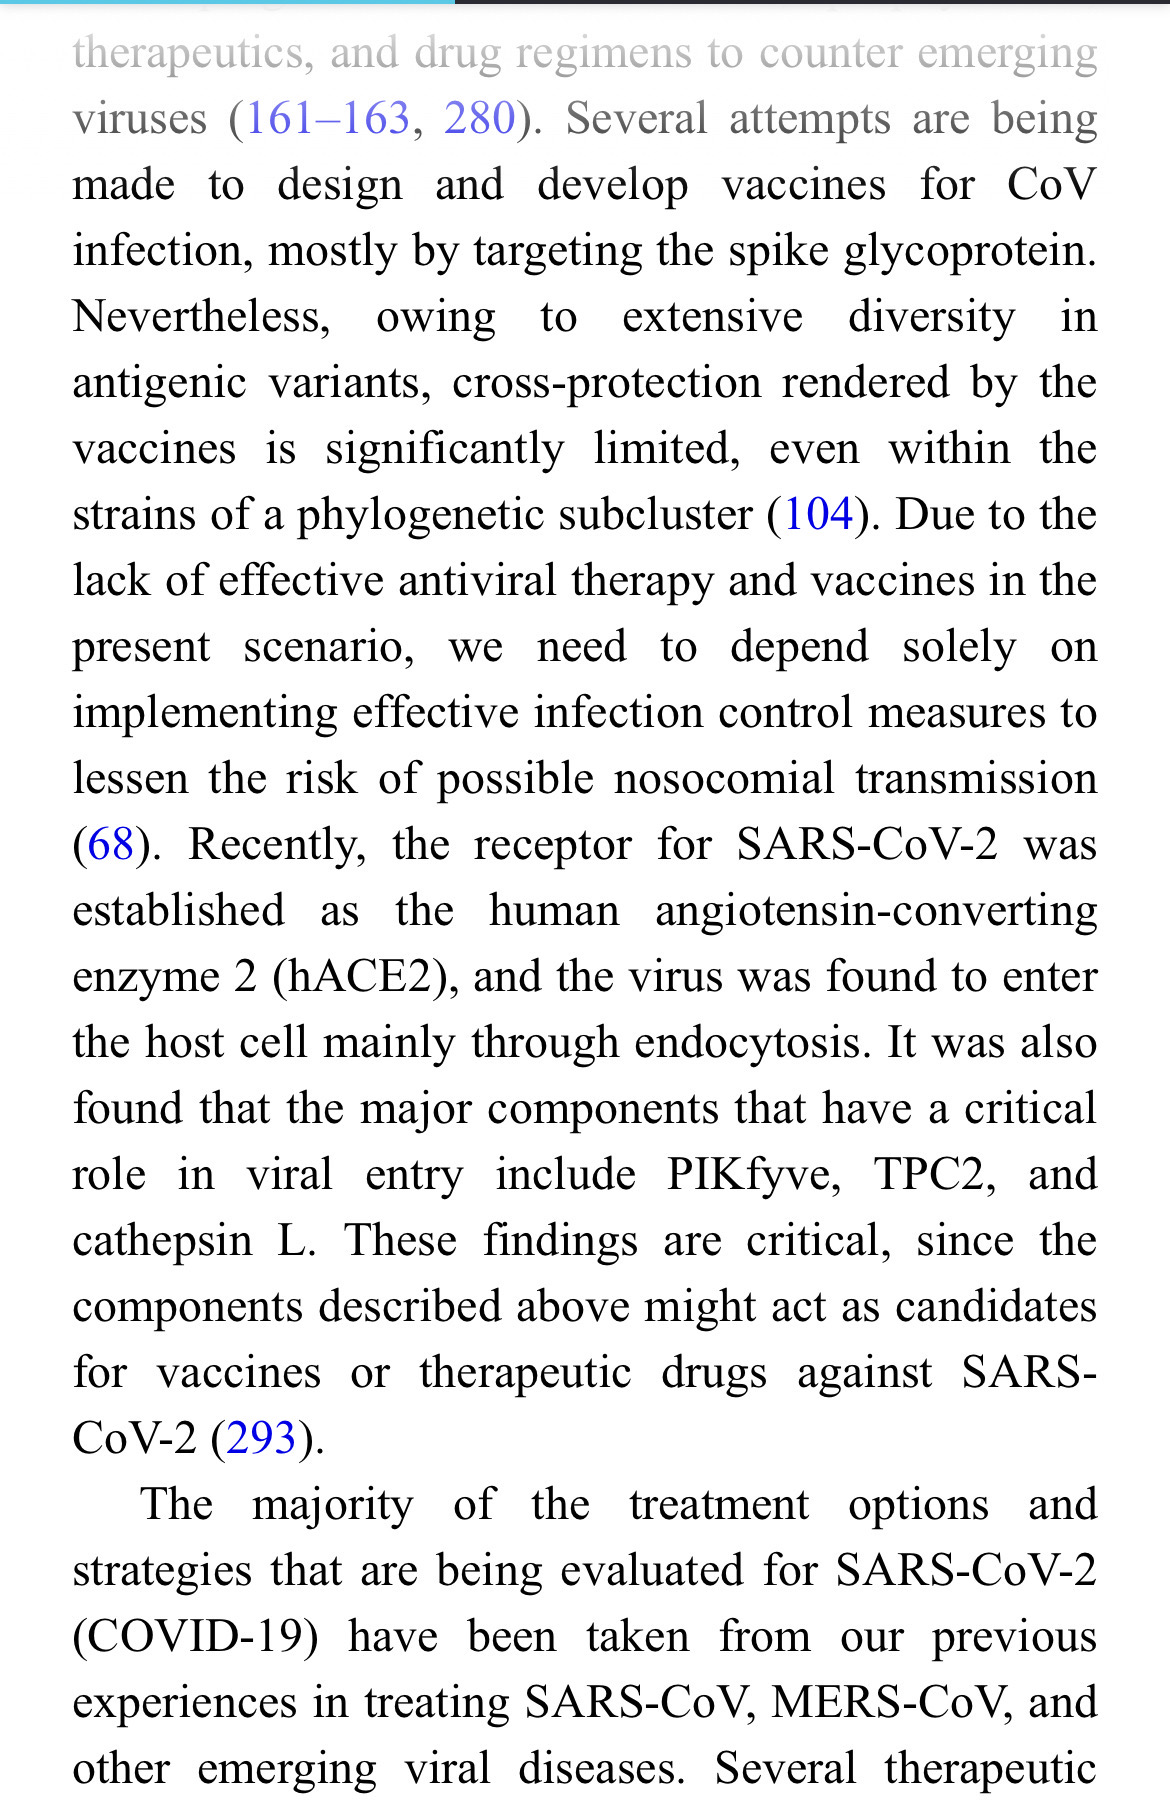 therapeutics, and drug regimens to counter emerging
viruses (161–163, 280). Several attempts are being
made to design and develop vaccines for CoV
infection, mostly by targeting the spike glycoprotein.
Nevertheless, owing to extensive diversity in
antigenic variants, cross-protection rendered by the
vaccines is significantly limited, even within the
strains of a phylogenetic subcluster (104). Due to the
lack of effective antiviral therapy and vaccines in the
present scenario, we need to depend solely on
implementing effective infection control measures to
lessen the risk of possible nosocomial transmission
(68). Recently, the receptor for SARS-CoV-2 was
established as the human angiotensin-converting
enzyme 2 (hACE2), and the virus was found to enter
the host cell mainly through endocytosis. It was also
found that the major components that have a critical
role in viral entry include PIKfyve, TPC2, and
cathepsin L. These findings are critical, since the
components described above might act as candidates
for vaccines or therapeutic drugs against SARS-
CoV-2 (293).
The majority of the treatment options and
strategies that are being evaluated for SARS-CoV-2
(COVID-19) have been taken from our previous
experiences in treating SARS-CoV, MERS-CoV, and
other emerging viral diseases. Several therapeutic